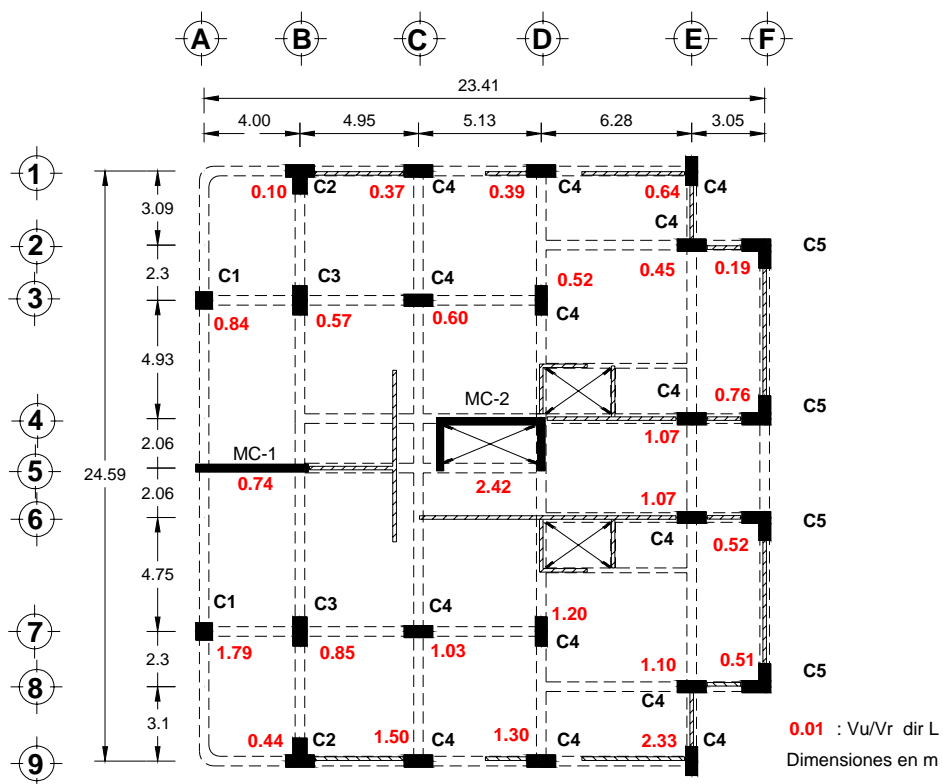 A B C D E F
23.41
4.00 4.95 5.13 6.28 3.05
1
C2 C4 C4 C4
0.10 0.37 0.39 0.64
3.09
C4
2
C5
0.45 0.19
2.3
C1 C3 C4 0.52
3
C4
0.84 0.57 0.60
4.93
C4 0.76
MC-2
4
C5
1.07
2.06
MC-1
5
24.59
0.74 2.42
2.06
1.07
6
C5
C4 0.52
4.75
C1 C3 C4 1.20
7
C4
1.79 0.85 1.03
2.3
1.10 0.51
C5
8
C4
3.1
0.44 C2 1.50 C4 1.30 C4 2.33 C4
9
0.01 : Vu/Vr dir L
Dimensiones en m